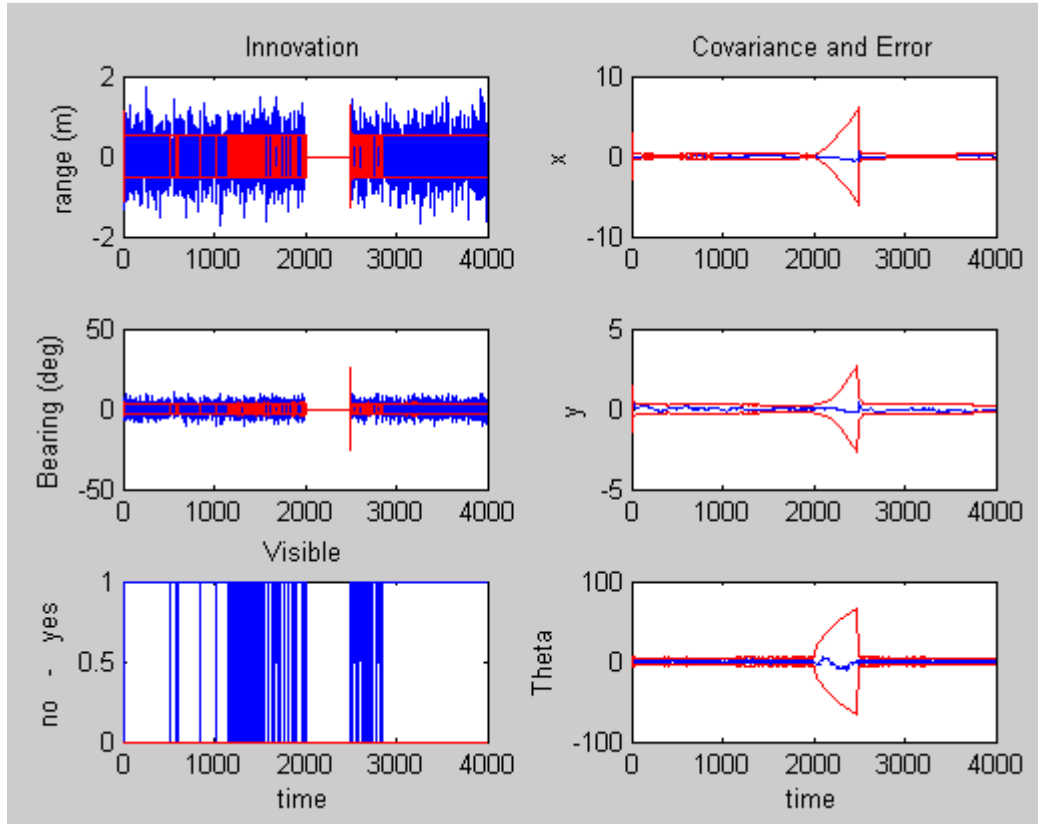 Innovation
2
0
-2
range (m)
0 1000 2000 3000 4000
Covariance and Error
10
0
-10
x
0 1000 2000 3000 4000
50
0
-50
Bearing (deg)
0 1000 2000 3000 4000
5
0
-5
y
0 1000 2000 3000 4000
Visible
1
0.5
0
no - yes
0 1000 2000 3000 4000
time
100
0
-100
Theta
0 1000 2000 3000 4000
time